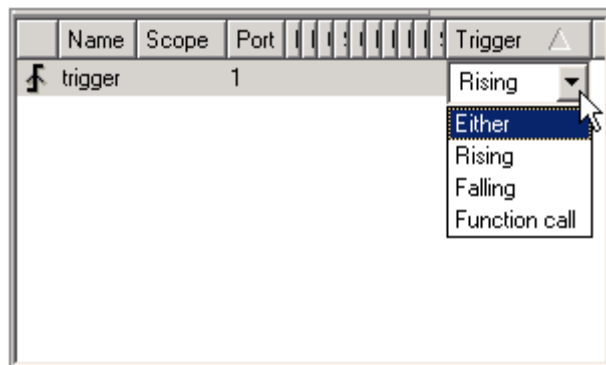 Name Scope Port Trigger
trigger 1 Rising
Either
Rising
Falling
Function call